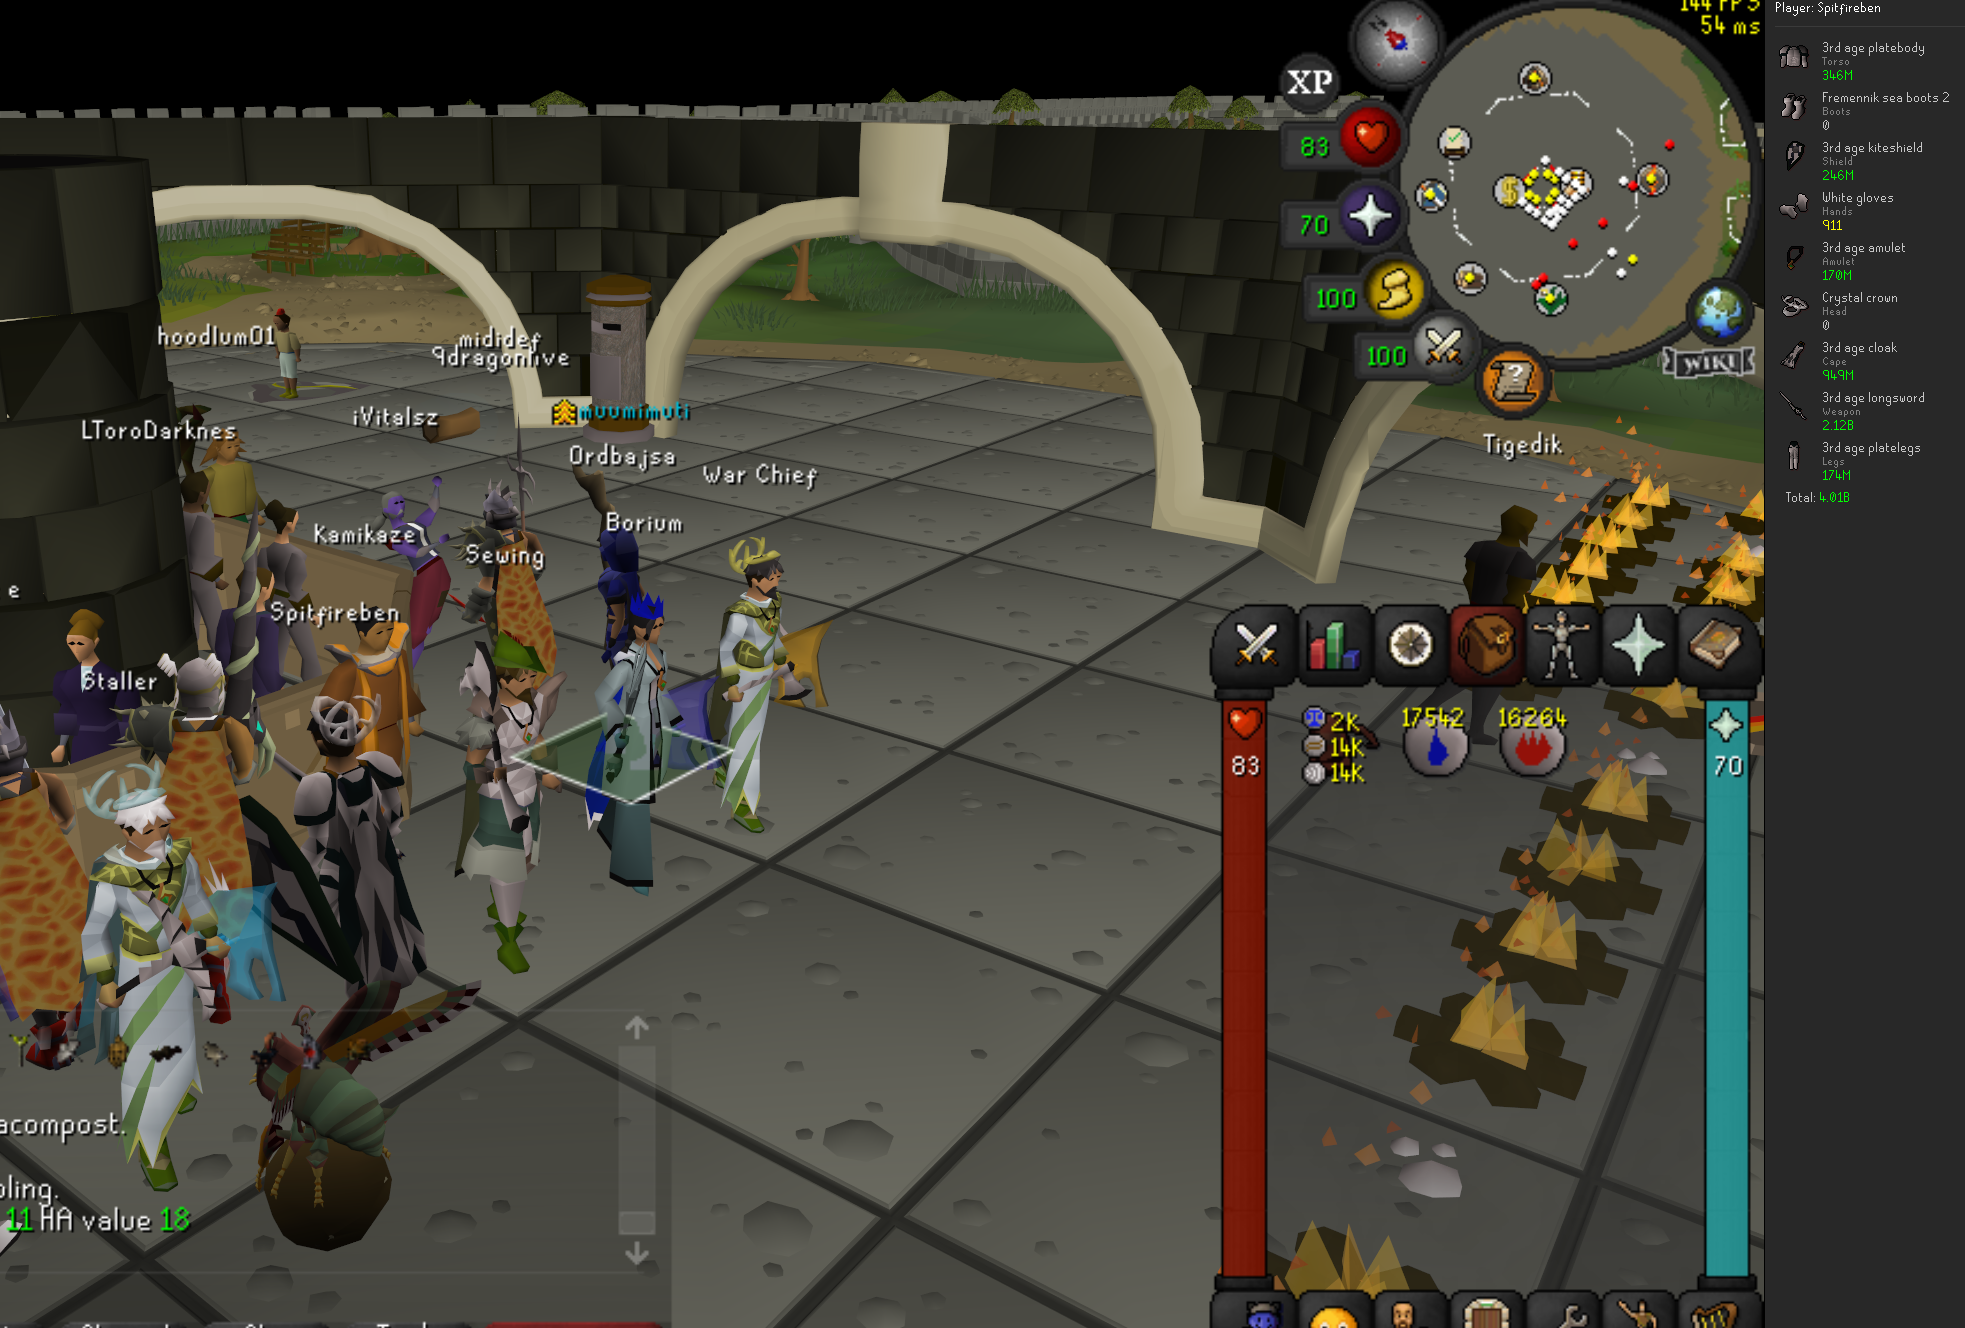 144 FPS
54 ms
XP
83
70
100
100
WIKI
hoodlum01
mididef
9dragonfive
iVitalsz
muumimuti
LToroDarknes
Ordbajsa
War Chief
Tigedik
Kamikaze
Sewing
Borium
e
Spitfireben
Staller
2K
14K
14K
17542
16264
83
70
acompost.
oling.
11 HA value 18
Player: Spitfireben
3rd age platebody
Torso
346M
Fremennik sea boots 2
Boots
0
3rd age kiteshield
Shield
246M
White gloves
Hands
911
3rd age amulet
Amulet
170M
Crystal crown
Head
0
3rd age cloak
Cape
949M
3rd age longsword
Weapon
2.12B
3rd age platelegs
Legs
174M
Total: 4.01B